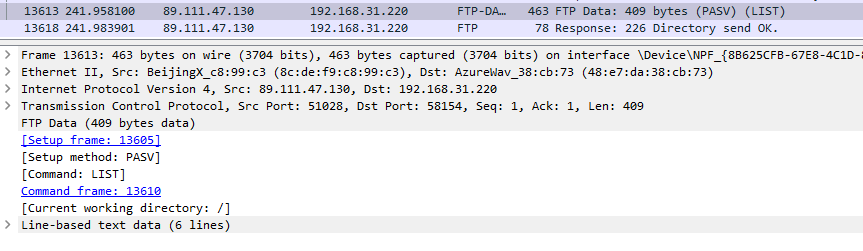 13613 241.958100 89.111.47.130 192.168.31.220 FTP-DA… 463 FTP Data: 409 bytes (PASV) (LIST)
13618 241.983901 89.111.47.130 192.168.31.220 FTP 78 Response: 226 Directory send OK.
Frame 13613: 463 bytes on wire (3704 bits), 463 bytes captured (3704 bits) on interface \Device\NPF_{8B625CFB-67E8-4C1D-8
Ethernet II, Src: BeijingX_c8:99:c3 (8c:de:f9:c8:99:c3), Dst: AzureWav_38:cb:73 (48:e7:da:38:cb:73)
Internet Protocol Version 4, Src: 89.111.47.130, Dst: 192.168.31.220
Transmission Control Protocol, Src Port: 51028, Dst Port: 58154, Seq: 1, Ack: 1, Len: 409
FTP Data (409 bytes data)
[Setup frame: 13605]
[Setup method: PASV]
[Command: LIST]
Command frame: 13610
[Current working directory: /]
Line-based text data (6 lines)